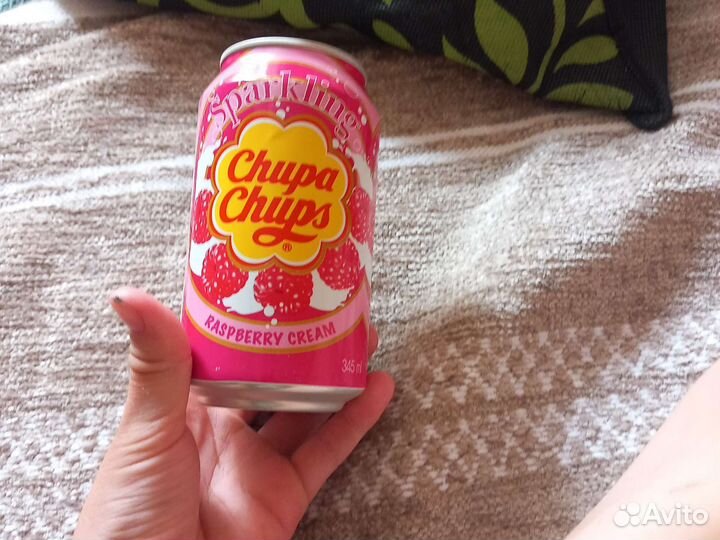 Sparkling
Chupa
Chups
®
RASPBERRY CREAM
345 ml
Avito